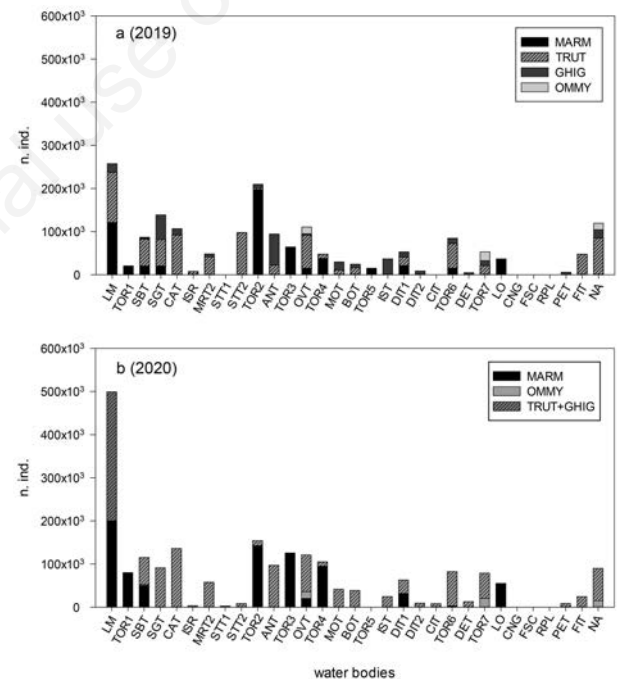 al use
a (2019)
MARM
TRUT
GHIG
OMMY
n. ind.
600x10³
500x10³
400x10³
300x10³
200x10³
100x10³
0
LM TOR1 SBT SGT CAT ISR MRT2 STT1 STT2 TOR2 ANT TOR3 OVT TOR4 MOT BOT TOR5 IST DIT1 DIT2 CIT TOR6 DET TOR7 LO CNG FSC RPL PET FIT NA
b (2020)
MARM
OMMY
TRUT+GHIG
n. ind.
600x10³
500x10³
400x10³
300x10³
200x10³
100x10³
0
LM TOR1 SBT SGT CAT ISR MRT2 STT1 STT2 TOR2 ANT TOR3 OVT TOR4 MOT BOT TOR5 IST DIT1 DIT2 CIT TOR6 DET TOR7 LO CNG FSC RPL PET FIT NA
water bodies